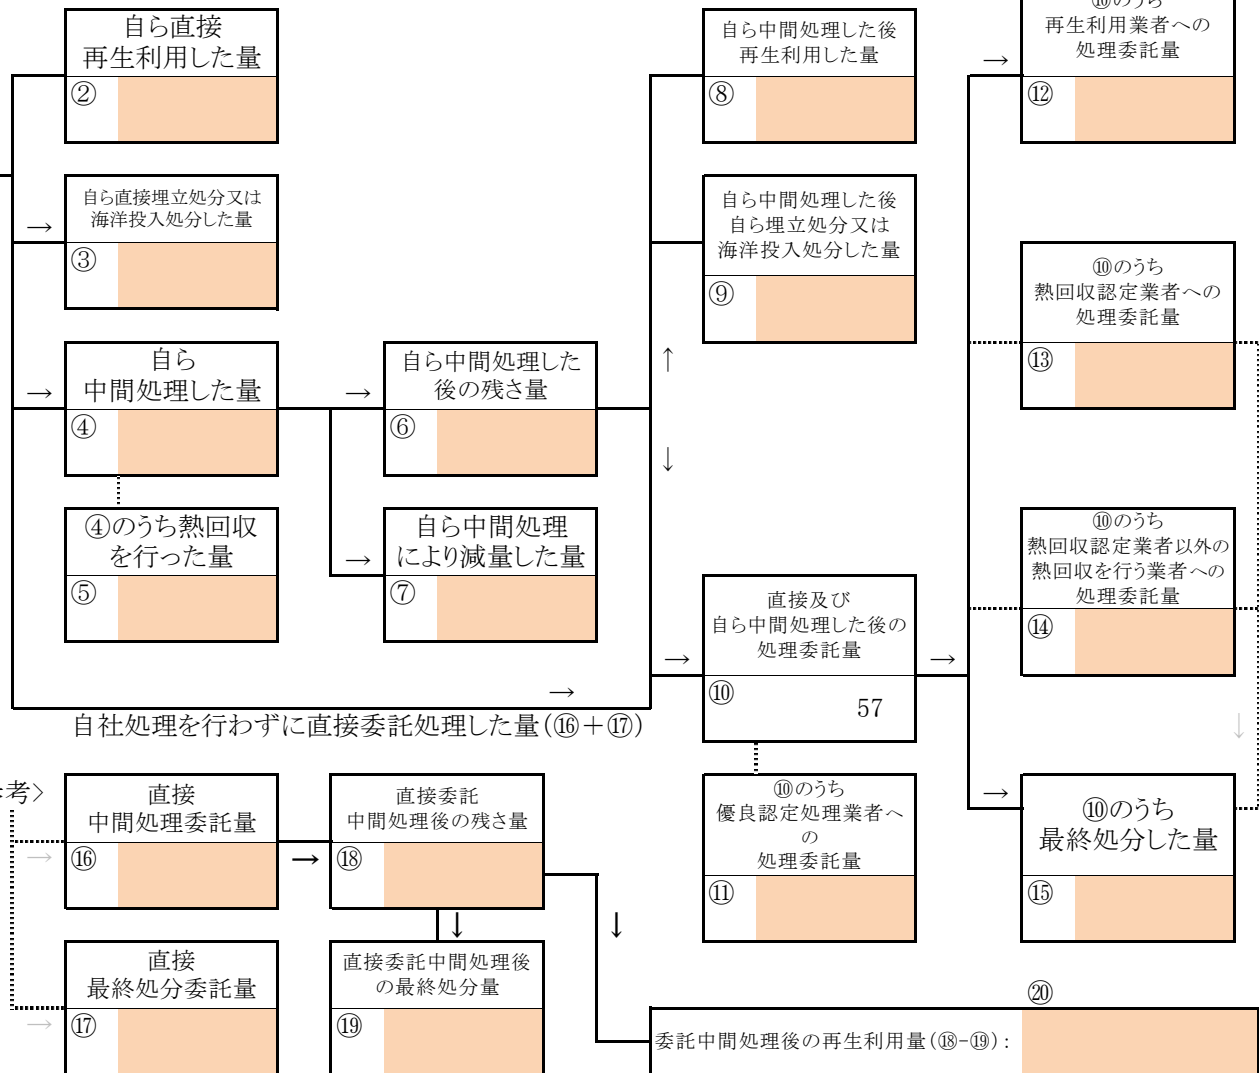 自ら直接
再生利用した量
②
自ら直接埋立処分又は
海洋投入処分した量
→
③
自ら
中間処理した量
→
④
④のうち熱回収
を行った量
⑤
自ら中間処理した
後の残さ量
→
⑥
自ら中間処理
により減量した量
→
⑦
→
自社処理を行わずに直接委託処理した量(⑯+⑰)
自ら中間処理した後
再生利用した量
⑧
自ら中間処理した後
自ら埋立処分又は
海洋投入処分した量
⑨
↑
↓
直接及び
自ら中間処理した後の
処理委託量
→
⑩
57
→
⑩のうち
優良認定処理業者へ
の
処理委託量
⑪
⑩のうち
再生利用業者への
処理委託量
→
⑫
⑩のうち
熱回収認定業者への
処理委託量
⑬
⑩のうち
熱回収認定業者以外の
熱回収を行う業者への
処理委託量
⑭
↓
→
⑩のうち
最終処分した量
⑮
考>
直接
中間処理委託量
→
⑯
→
直接委託
中間処理後の残さ量
⑱
↓
↓
直接
最終処分委託量
→
⑰
直接委託中間処理後
の最終処分量
⑲
⑳
委託中間処理後の再生利用量(⑱-⑲):